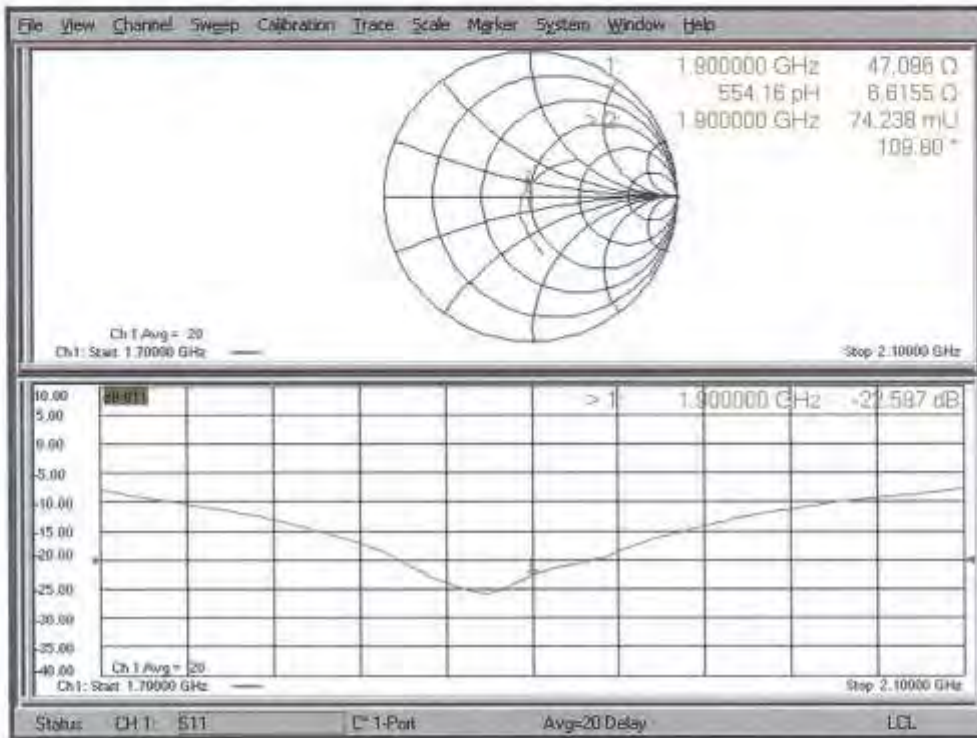 File View Channel Sweep Calibration Trace Scale Marker System Window Help
1: 1.900000 GHz 47.096 Ω
554.16 pH 6.6155 Ω
> 2: 1.900000 GHz 74.238 mU
109.60 °
Ch 1 Avg = 20
Ch1: Start 1.70000 GHz
Stop 2.10000 GHz
10.00
> 1: 1.900000 GHz -22.587 dB
5.00
0.00
-5.00
-10.00
-15.00
-20.00
-25.00
-30.00
-35.00
-40.00
Ch 1 Avg = 20
Ch1: Start 1.70000 GHz
Stop 2.10000 GHz
Status CH 1: S11 C* 1-Port Avg=20 Delay LCL